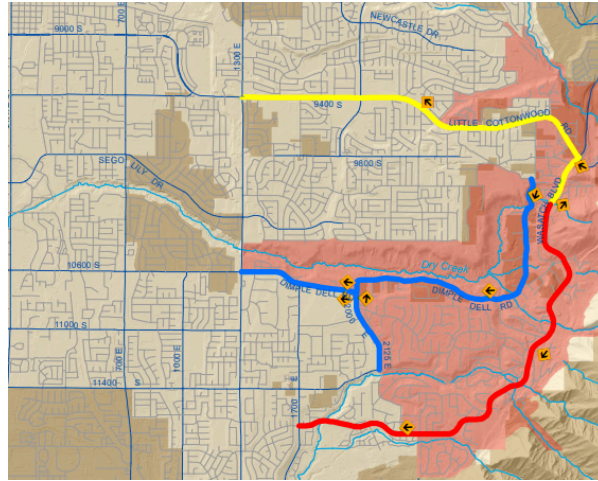 700 E
NEWCASTLE DR
9000 S
1300 E
9400 S
LITTLE COTTONWOOD RD
SEGO LILY DR
9800 S
WASATCH BLVD
Dry Creek
10600 S
DIMPLE DELL
DIMPLE DELL RD
2000 E
11000 S
700 E
1000 E
2125 E
11400 S
1700 E